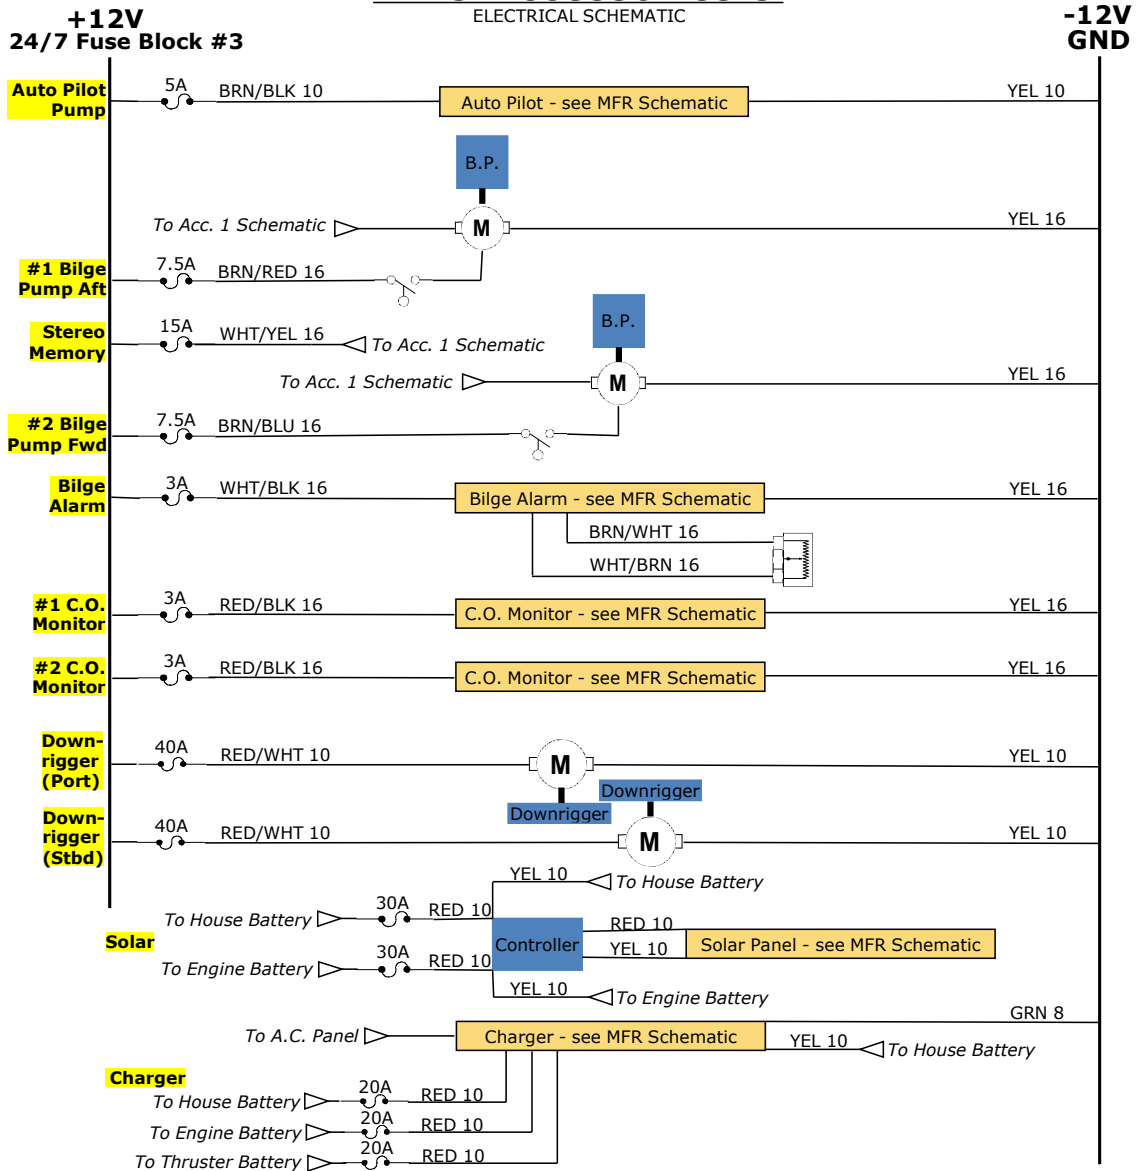 ELECTRICAL SCHEMATIC
+12V
24/7 Fuse Block #3
-12V
GND
Auto Pilot
Pump
5A
BRN/BLK 10
Auto Pilot - see MFR Schematic
YEL 10
B.P.
To Acc. 1 Schematic
M
YEL 16
#1 Bilge
Pump Aft
7.5A
BRN/RED 16
B.P.
Stereo
Memory
15A
WHT/YEL 16
To Acc. 1 Schematic
To Acc. 1 Schematic
M
YEL 16
#2 Bilge
Pump Fwd
7.5A
BRN/BLU 16
Bilge
Alarm
3A
WHT/BLK 16
Bilge Alarm - see MFR Schematic
YEL 16
BRN/WHT 16
WHT/BRN 16
#1 C.O.
Monitor
3A
RED/BLK 16
C.O. Monitor - see MFR Schematic
YEL 16
#2 C.O.
Monitor
3A
RED/BLK 16
C.O. Monitor - see MFR Schematic
YEL 16
Down-
rigger
(Port)
40A
RED/WHT 10
M
YEL 10
Downrigger
Downrigger
Down-
rigger
(Stbd)
40A
RED/WHT 10
M
YEL 10
YEL 10
To House Battery
To House Battery
30A
RED 10
Solar
Controller
RED 10
YEL 10
Solar Panel - see MFR Schematic
To Engine Battery
30A
RED 10
YEL 10
To Engine Battery
GRN 8
To A.C. Panel
Charger - see MFR Schematic
YEL 10
To House Battery
Charger
To House Battery
20A
RED 10
To Engine Battery
20A
RED 10
To Thruster Battery
20A
RED 10